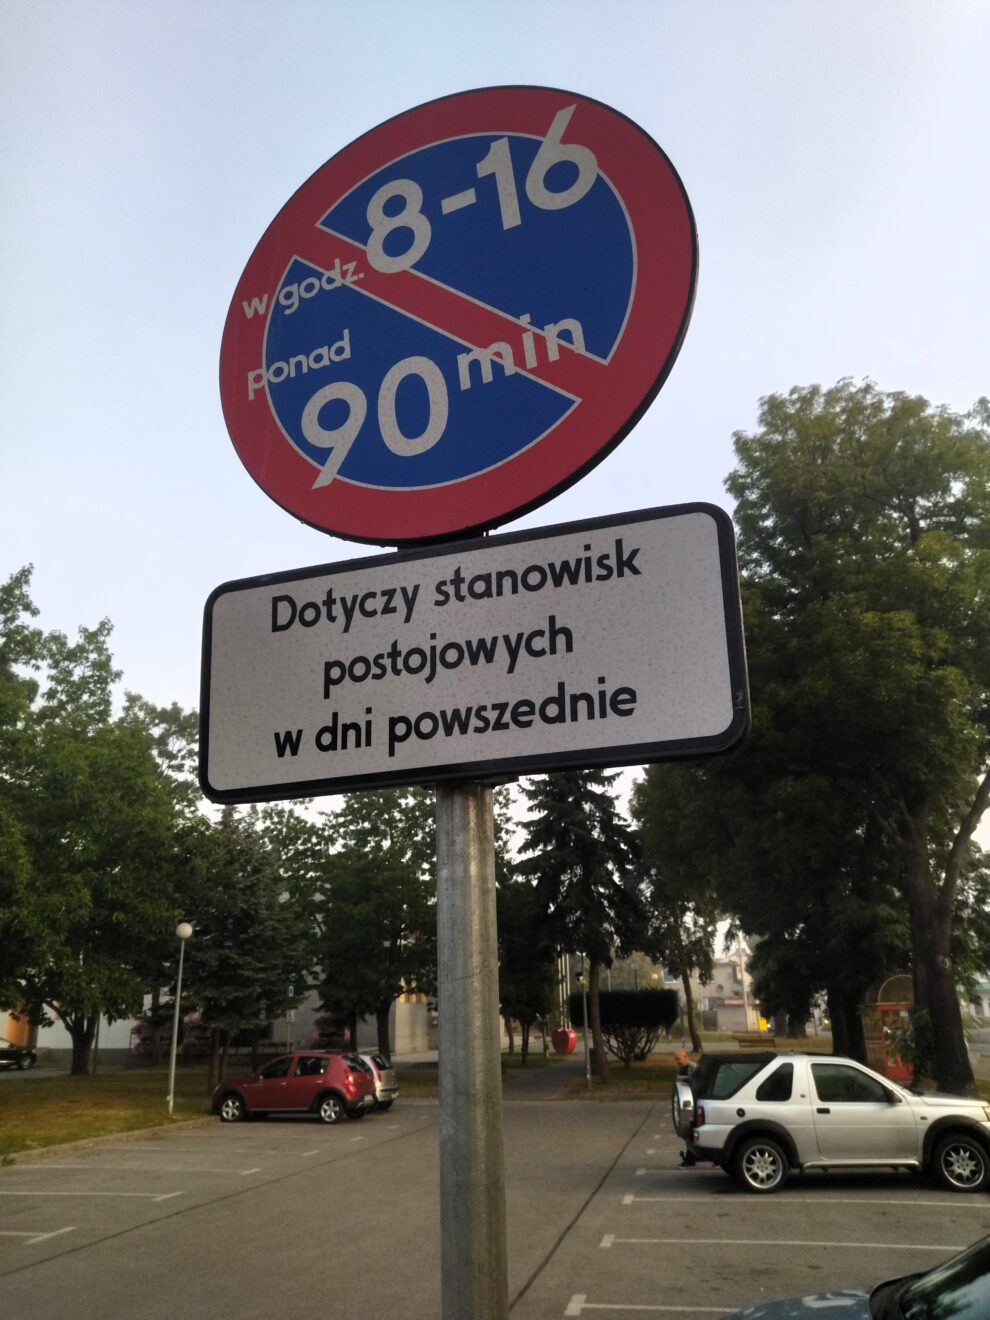 w godz. 8-16
ponad
90 min
Dotyczy stanowisk
postojowych
w dni powszednie